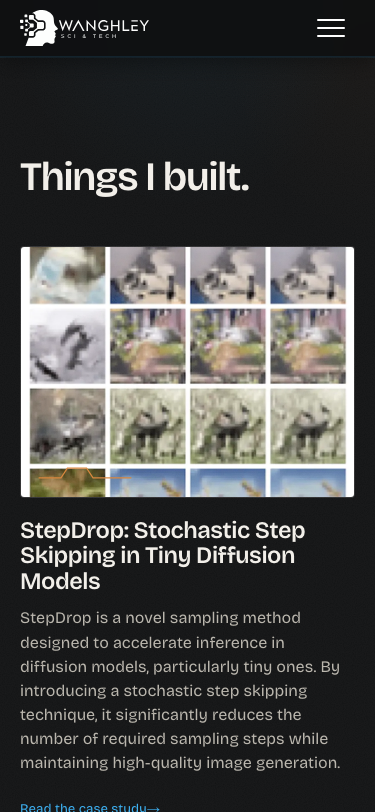 WANGHLEY
SCI & TECH
Things I built.
StepDrop: Stochastic Step
Skipping in Tiny Diffusion
Models
StepDrop is a novel sampling method
designed to accelerate inference in
diffusion models, particularly tiny ones. By
introducing a stochastic step skipping
technique, it significantly reduces the
number of required sampling steps while
maintaining high-quality image generation.
Read the case study→